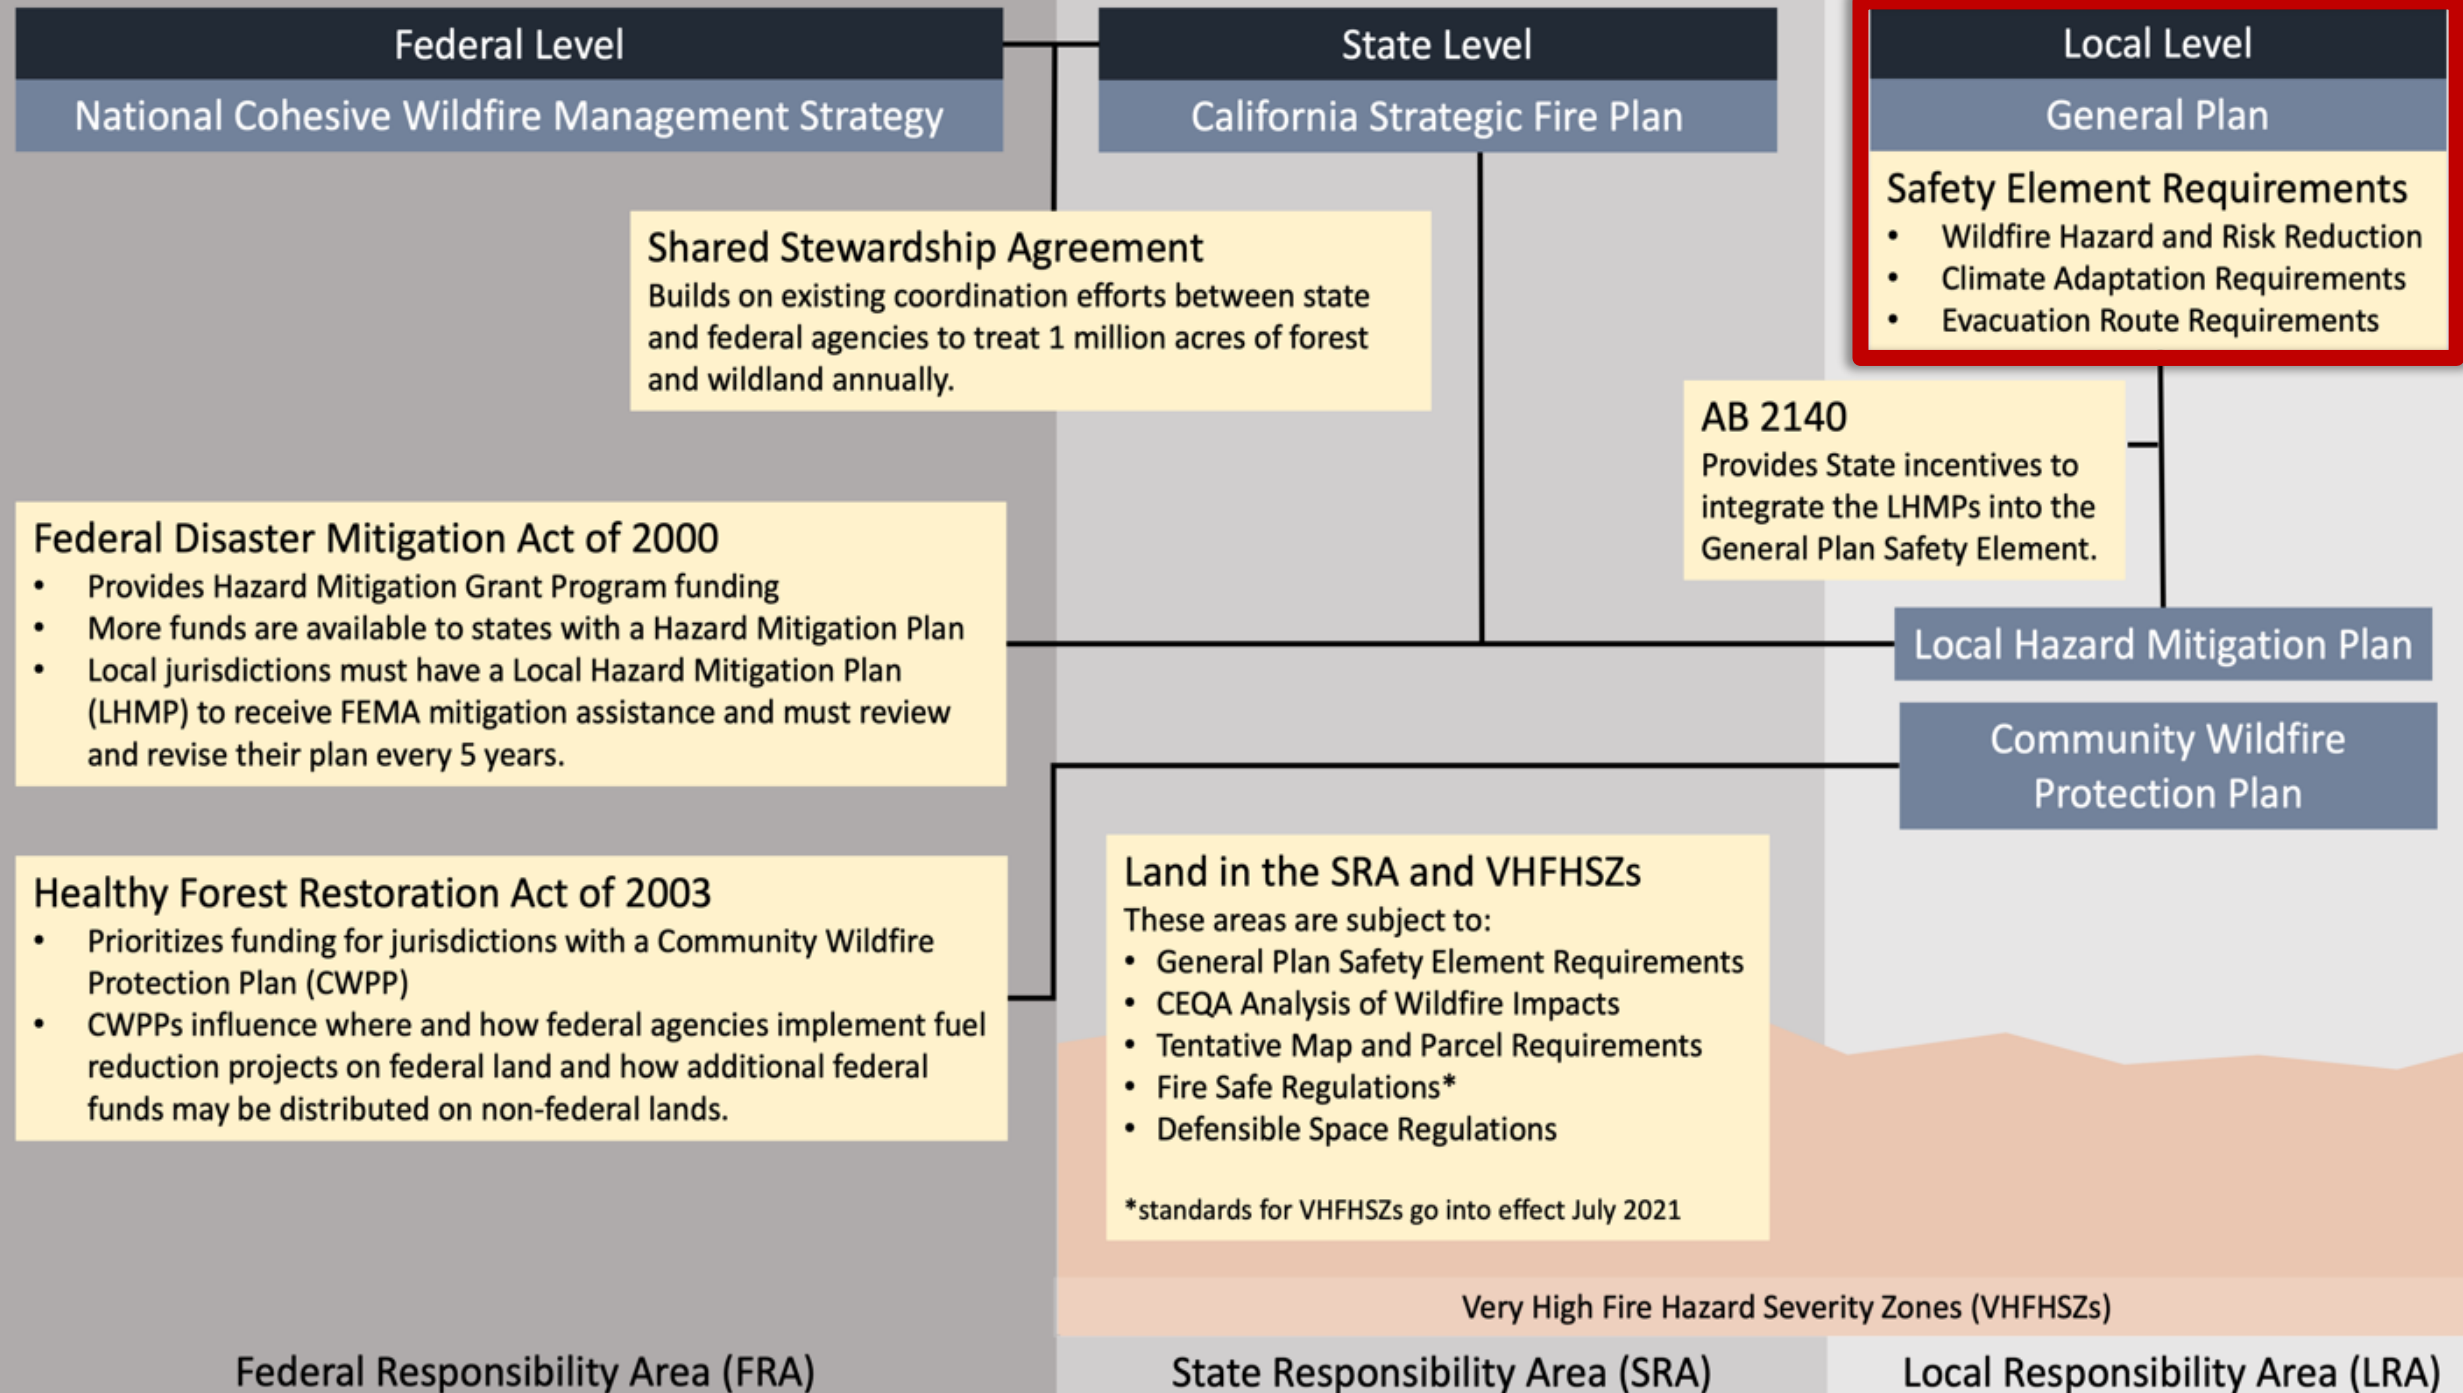 Federal Level
National Cohesive Wildfire Management Strategy
State Level
California Strategic Fire Plan
Local Level
General Plan
Safety Element Requirements
• Wildfire Hazard and Risk Reduction
• Climate Adaptation Requirements
• Evacuation Route Requirements
Shared Stewardship Agreement
Builds on existing coordination efforts between state
and federal agencies to treat 1 million acres of forest
and wildland annually.
AB 2140
Provides State incentives to
integrate the LHMPs into the
General Plan Safety Element.
Federal Disaster Mitigation Act of 2000
• Provides Hazard Mitigation Grant Program funding
• More funds are available to states with a Hazard Mitigation Plan
• Local jurisdictions must have a Local Hazard Mitigation Plan
(LHMP) to receive FEMA mitigation assistance and must review
and revise their plan every 5 years.
Local Hazard Mitigation Plan
Community Wildfire
Protection Plan
Healthy Forest Restoration Act of 2003
• Prioritizes funding for jurisdictions with a Community Wildfire
Protection Plan (CWPP)
• CWPPs influence where and how federal agencies implement fuel
reduction projects on federal land and how additional federal
funds may be distributed on non-federal lands.
Land in the SRA and VHFHSZs
These areas are subject to:
• General Plan Safety Element Requirements
• CEQA Analysis of Wildfire Impacts
• Tentative Map and Parcel Requirements
• Fire Safe Regulations*
• Defensible Space Regulations
*standards for VHFHSZs go into effect July 2021
Very High Fire Hazard Severity Zones (VHFHSZs)
Federal Responsibility Area (FRA)
State Responsibility Area (SRA)
Local Responsibility Area (LRA)